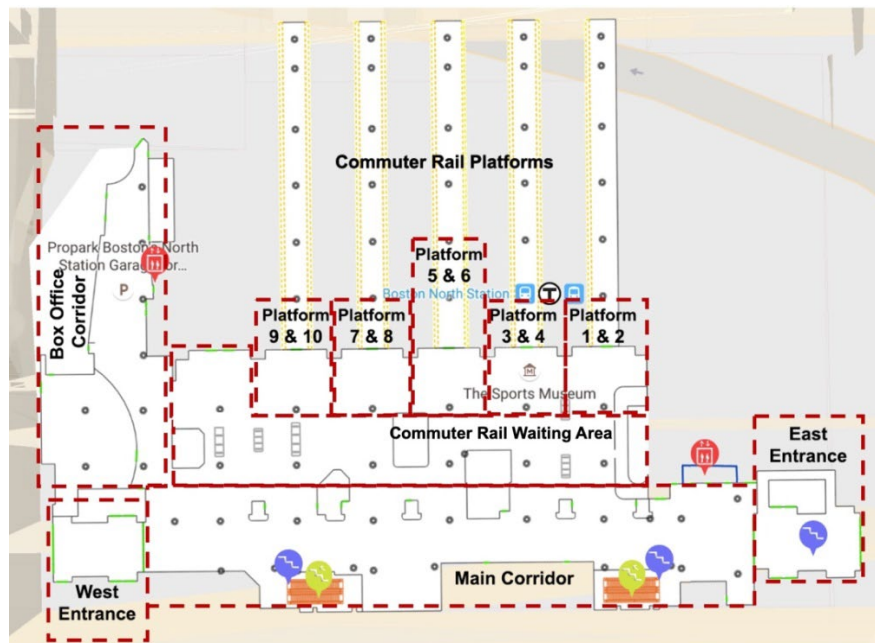 Commuter Rail Platforms
Propark Boston's North
Station Garage
P
Box Office
Corridor
Platform
5 & 6
Boston North Station
T
Platform
9 & 10
Platform
7 & 8
Platform
3 & 4
Platform
1 & 2
The Sports Museum
Commuter Rail Waiting Area
East
Entrance
Main Corridor
West
Entrance